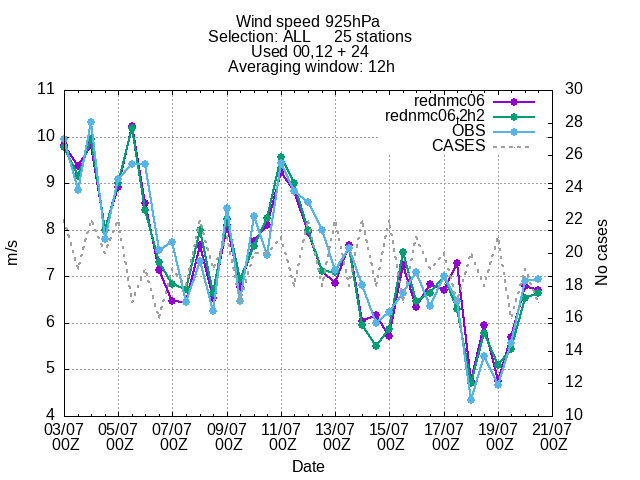 Wind speed 925hPa
Selection: ALL 25 stations
Used 00,12 + 24
Averaging window: 12h
rednmc06
rednmc06,2h2
OBS
CASES
11
10
9
8
7
6
5
4
m/s
30
28
26
24
22
20
18
16
14
12
10
No cases
03/07 05/07 07/07 09/07 11/07 13/07 15/07 17/07 19/07 21/07
00Z 00Z 00Z 00Z 00Z 00Z 00Z 00Z 00Z 00Z
Date